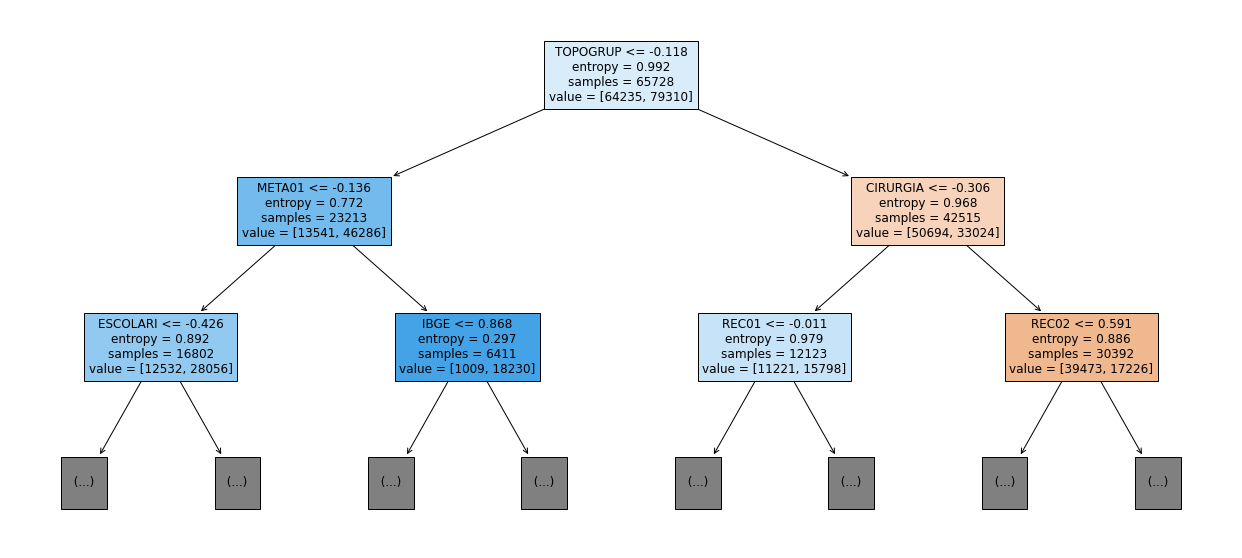 TOPOGRUP <= -0.118
entropy = 0.992
samples = 65728
value = [64235, 79310]
META01 <= -0.136
entropy = 0.772
samples = 23213
value = [13541, 46286]
CIRURGIA <= -0.306
entropy = 0.968
samples = 42515
value = [50694, 33024]
ESCOLARI <= -0.426
entropy = 0.892
samples = 16802
value = [12532, 28056]
IBGE <= 0.868
entropy = 0.297
samples = 6411
value = [1009, 18230]
REC01 <= -0.011
entropy = 0.979
samples = 12123
value = [11221, 15798]
REC02 <= 0.591
entropy = 0.886
samples = 30392
value = [39473, 17226]
(...)
(...)
(...)
(...)
(...)
(...)
(...)
(...)